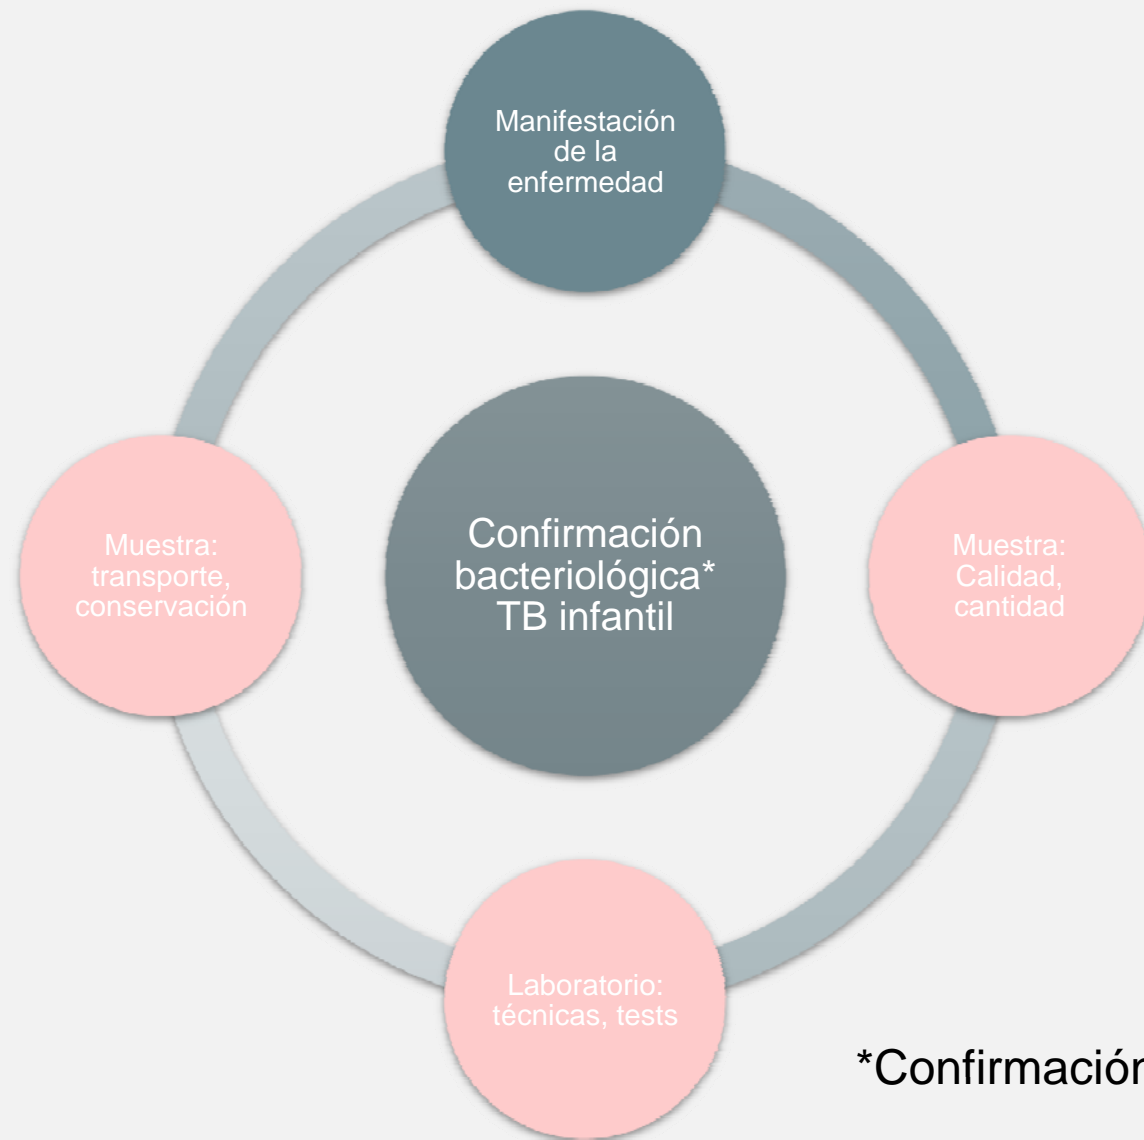 Manifestación
de la
enfermedad
Muestra:
transporte,
conservación
Confirmación
bacteriológica*
TB infantil
Muestra:
Calidad,
cantidad
Laboratorio:
técnicas, tests
*Confirmación